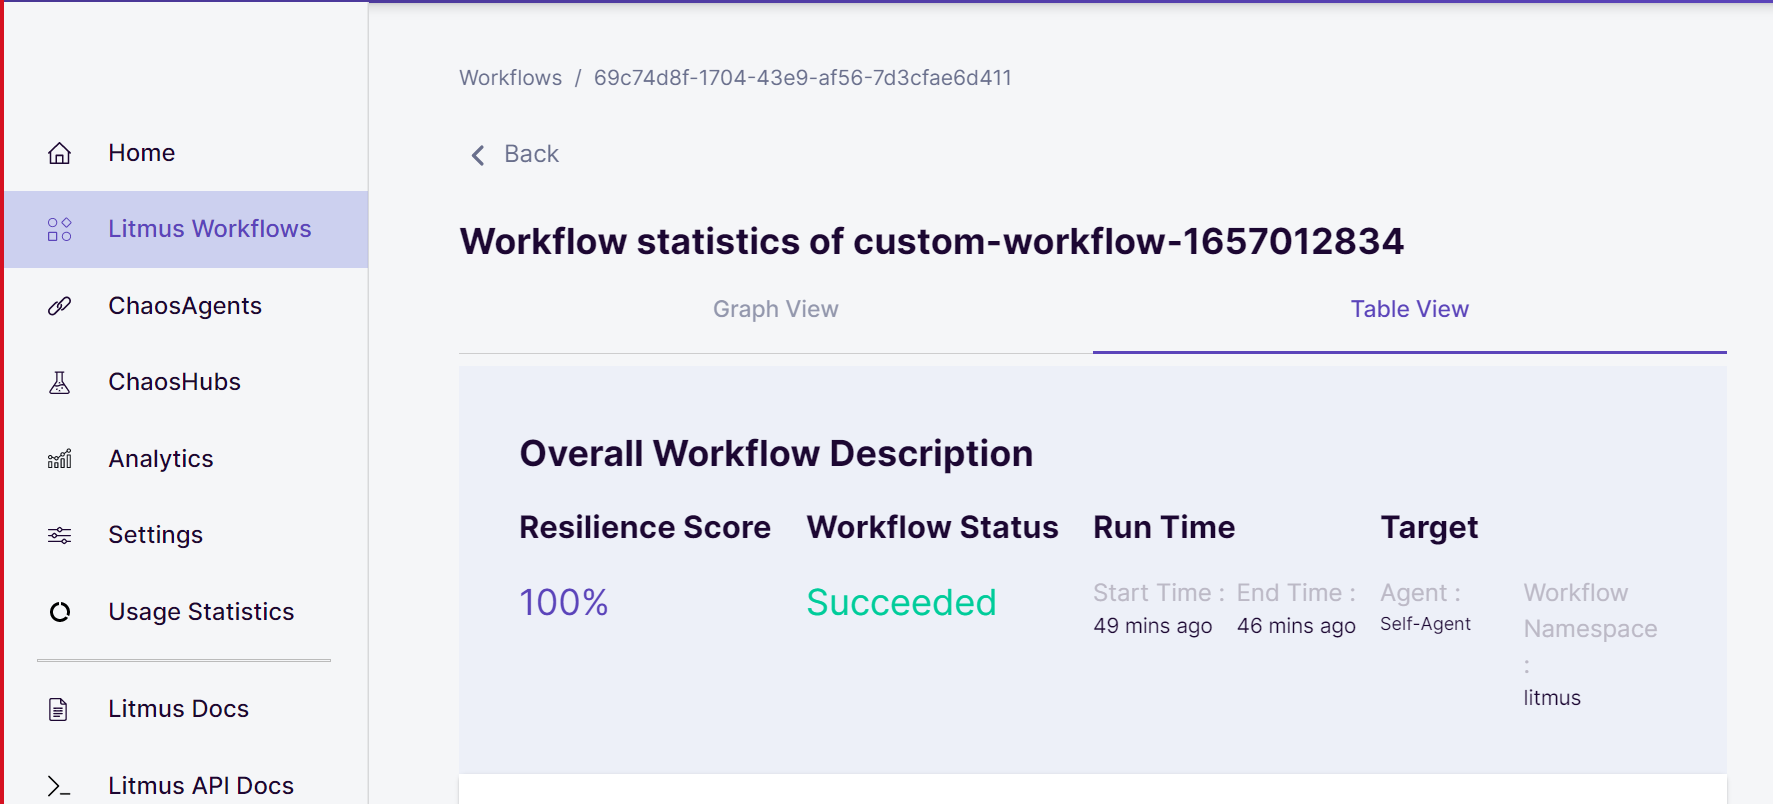 Home
Litmus Workflows
ChaosAgents
ChaosHubs
Analytics
Settings
Usage Statistics
Litmus Docs
Litmus API Docs
Workflows / 69c74d8f-1704-43e9-af56-7d3cfae6d411
Back
Workflow statistics of custom-workflow-1657012834
Graph View
Table View
Overall Workflow Description
Resilience Score
100%
Workflow Status
Succeeded
Run Time
Start Time :
49 mins ago
End Time :
46 mins ago
Target
Agent :
Self-Agent
Workflow
Namespace
:
litmus